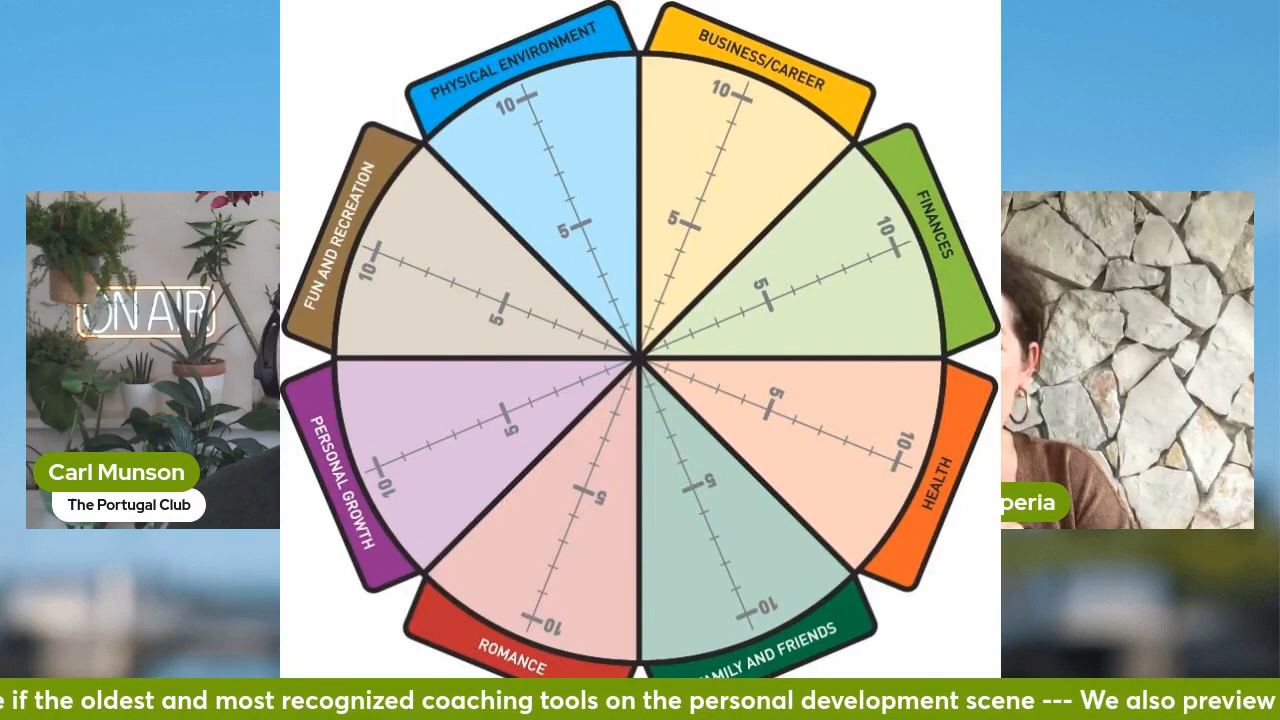 PHYSICAL ENVIRONMENT
BUSINESS/CAREER
10
10
FUN AND RECREATION
FINANCES
10
10
5
5
5
5
ON AIR
5
5
5
5
10
10
PERSONAL GROWTH
HEALTH
Carl Munson
The Portugal Club
peria
10
10
ROMANCE
AMILY AND FRIENDS
e if the oldest and most recognized coaching tools on the personal development scene --- We also preview